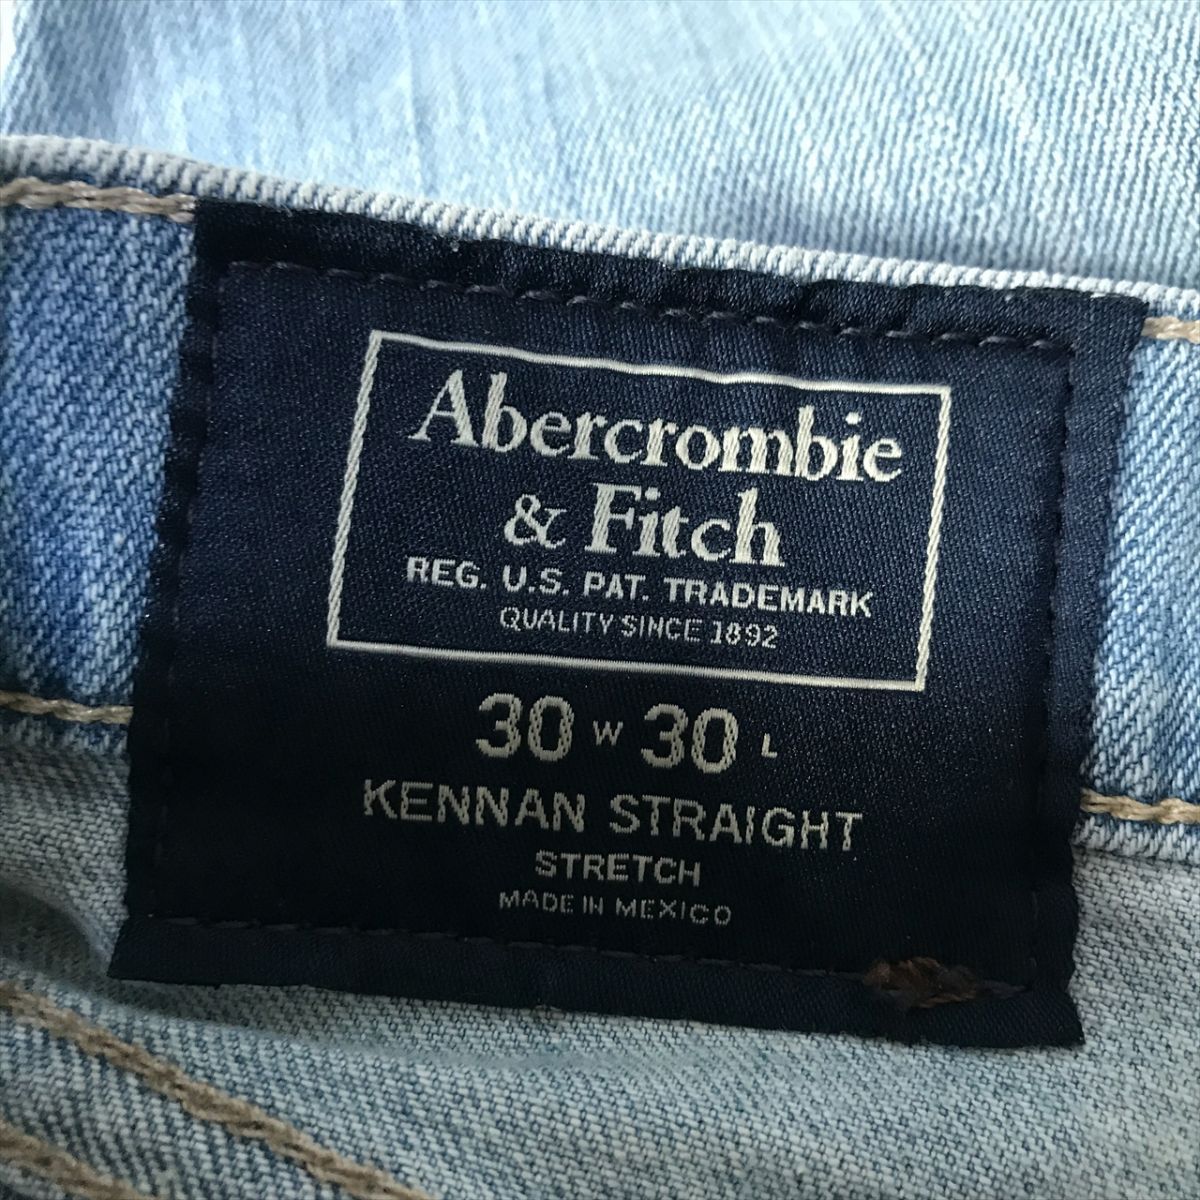 Abercrombie
& Fitch
REG. U.S. PAT. TRADEMARK
QUALITY SINCE 1892
30 W 30 L
KENNAN STRAIGHT
STRETCH
MADE IN MEXICO